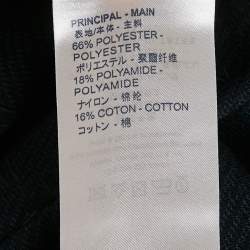 PRINCIPAL - MAIN
表地/本体 - 主料
66% POLYESTER -
POLYESTER
ポリエステル - 聚酯纤维
18% POLYAMIDE -
POLYAMIDE
ナイロン - 棉纶
16% COTON - COTTON
コットン - 棉